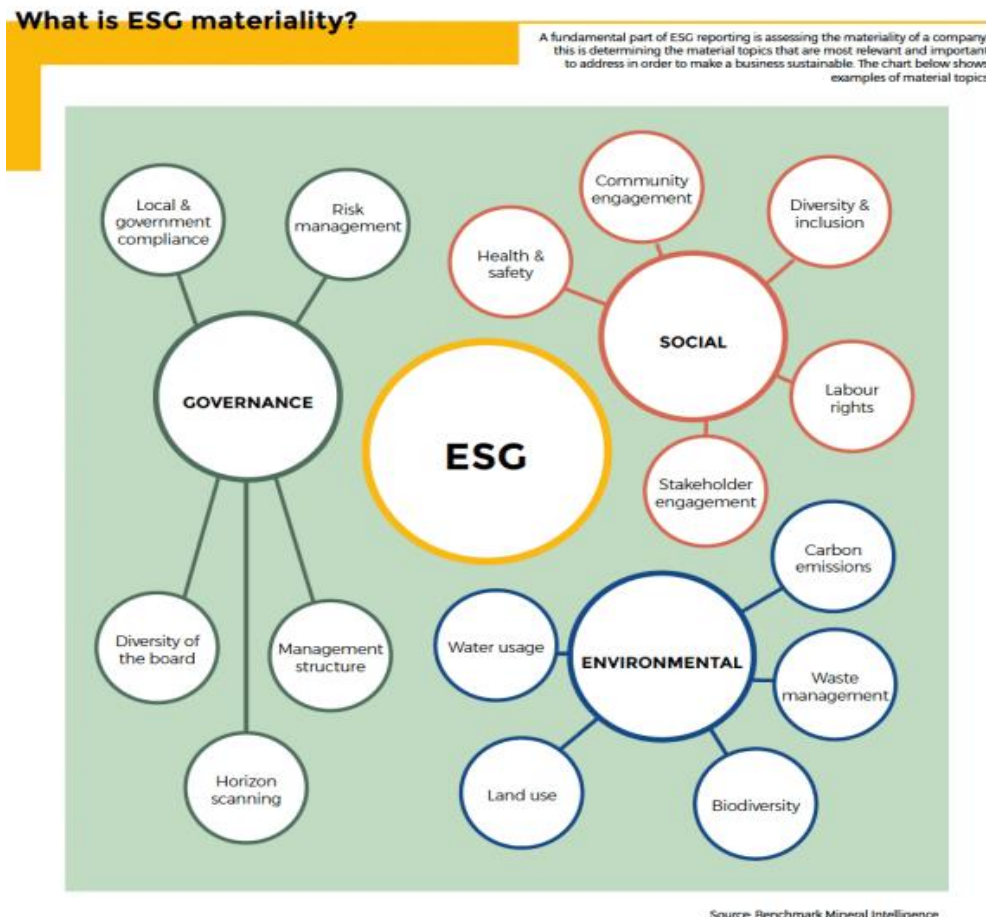 What is ESG materiality?
A fundamental part of ESG reporting is assessing the materiality of a company,
this is determining the material topics that are most relevant and important
to address in order to make a business sustainable. The chart below shows
examples of material topics
Local &
government
compliance
Risk
management
GOVERNANCE
Diversity of
the board
Management
structure
Horizon
scanning
ESG
Community
engagement
Diversity &
inclusion
Health &
safety
SOCIAL
Labour
rights
Stakeholder
engagement
Carbon
emissions
Water usage
ENVIRONMENTAL
Waste
management
Land use
Biodiversity
Source: Benchmark Mineral Intelligence